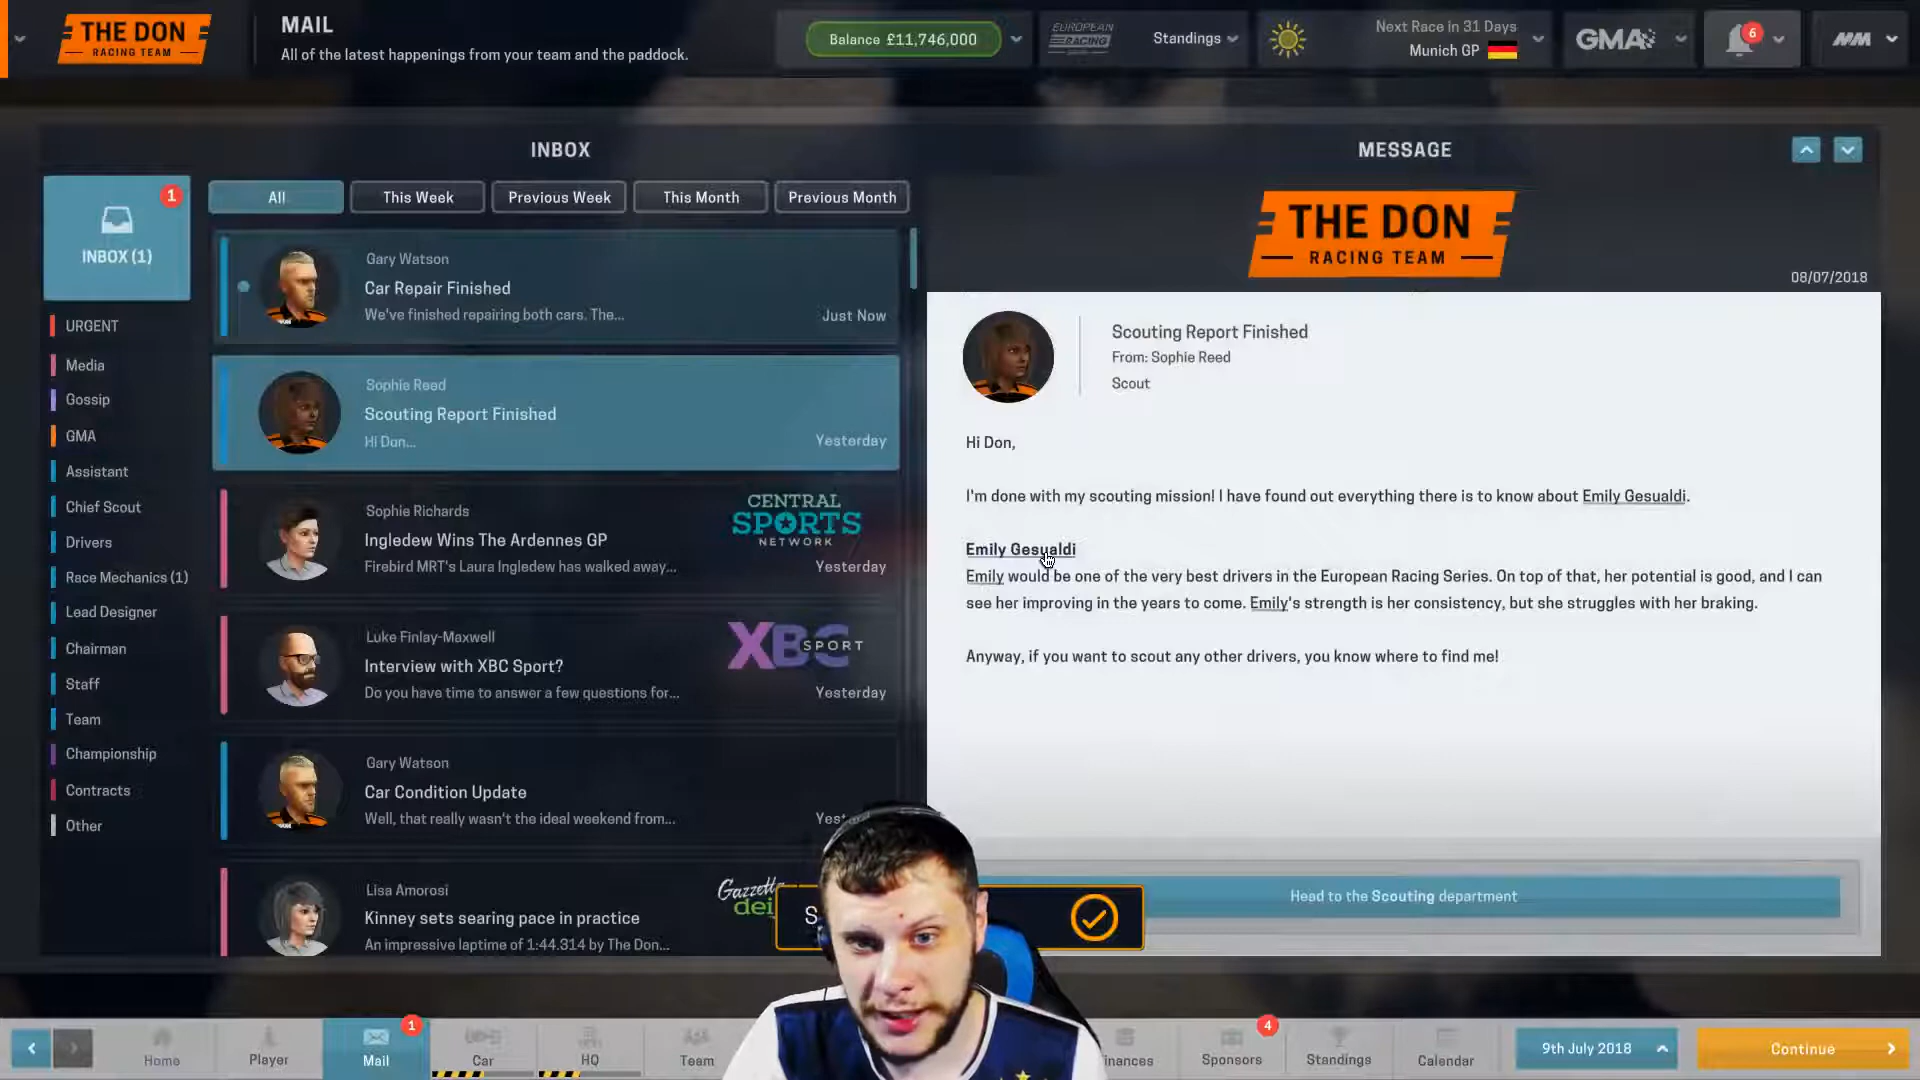 THE DON
RACING TEAM
MAIL
All of the latest happenings from your team and the paddock.
Balance £11,746,000
EUROPEAN
RACING
Standings
Next Race in 31 Days
Munich GP
GMA
6
MM
INBOX
MESSAGE
1
INBOX (1)
All
This Week
Previous Week
This Month
Previous Month
URGENT
Media
Gossip
GMA
Assistant
Chief Scout
Drivers
Race Mechanics (1)
Lead Designer
Chairman
Staff
Team
Championship
Contracts
Other
Gary Watson
Car Repair Finished
We've finished repairing both cars. The...
Just Now
Sophie Reed
Scouting Report Finished
Hi Don...
Yesterday
Sophie Richards
Ingledew Wins The Ardennes GP
Firebird MRT's Laura Ingledew has walked away...
CENTRAL
SPORTS
NETWORK
Yesterday
Luke Finlay-Maxwell
Interview with XBC Sport?
Do you have time to answer a few questions for...
XBC SPORT
Yesterday
Gary Watson
Car Condition Update
Well, that really wasn't the ideal weekend from...
Lisa Amorosi
Kinney sets searing pace in practice
An impressive laptime of 1:44.314 by The Don...
THE DON
RACING TEAM
08/07/2018
Scouting Report Finished
From: Sophie Reed
Scout
Hi Don,
I'm done with my scouting mission! I have found out everything there is to know about Emily Gesualdi.
Emily Gesualdi
Emily would be one of the very best drivers in the European Racing Series. On top of that, her potential is good, and I can
see her improving in the years to come. Emily's strength is her consistency, but she struggles with her braking.
Anyway, if you want to scout any other drivers, you know where to find me!
Head to the Scouting department
Home
Player
1
Mail
Car
HQ
Team
4
Sponsors
Standings
Calendar
9th July 2018
Continue